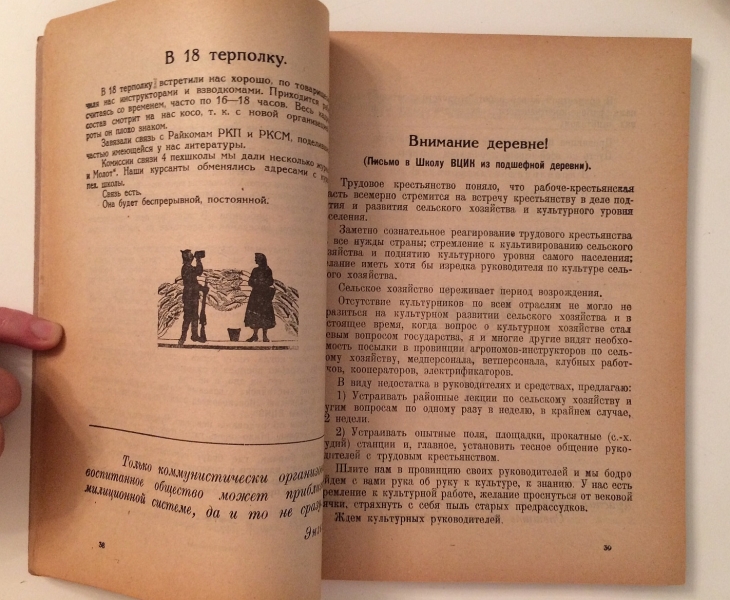 В 18 терполку.
В 18 терполку встретили нас хорошо, по
нас инструкторами и взводкомами. Приходится
считаясь со временем, часто по 16—18 часов. Весь
состав смотрит на нас косо, т. к. с новой
роты он плохо знаком.
Завязали связь с Райкомам РКП и РКСМ,
частью имеющейся у нас литературы.
Комиссии связи 4 пехшколы мы дали несколько
и Молот". Наши курсанты обменялись адресами с
пех. школы.
Связь есть.
Она будет беспрерывной, постоянной.
Только коммунистически
воспитанное общество может
милиционной системе, да и то не
38
Внимание деревне!
(Письмо в Школу ВЦИК из подшефной деревни).
Трудовое крестьянство поняло, что рабоче-крестьянская
всемерно стремится на встречу крестьянству в деле под-
и развития сельского хозяйства и культурного уровня
Заметно сознательное реагирование трудового крестьянства
все нужды страны; стремление к культивированию сельского
и поднятию культурного уровня самого населения;
иметь хотя бы изредка руководителя по культуре сель-
хозяйства.
Сельское хозяйство переживает период возрождения.
Отсутствие культурников по всем отраслям не могло не
на культурном развитии сельского хозяйства и в
время, когда вопрос о культурном хозяйстве стал
вопросом государства, я и многие другие видят необхо-
посылки в провинции агрономов-инструкторов по сель-
хозяйству, медперсонала, ветперсонала, клубных работ-
кооператоров, электрификаторов.
В виду недостатка и руководителях и средствах, предлагаю:
1) Устраивать районные лекции по сельскому хозяйству и
вопросам по одному разу в неделю, в крайнем случае,
2 недели.
2) Устраивать опытные поля, площадки, прокатные (с.-х.
станции и, главное, установить тесное общение руко-
с трудовым крестьянством.
Шлите нам в провинцию своих руководителей и мы бодро
с вами рука об руку к культуре, к знанию. У нас есть
к культурной работе, желание проснуться от вековой
стряхнуть с себя пыль старых предрассудков.
Ждем культурных руководителей.